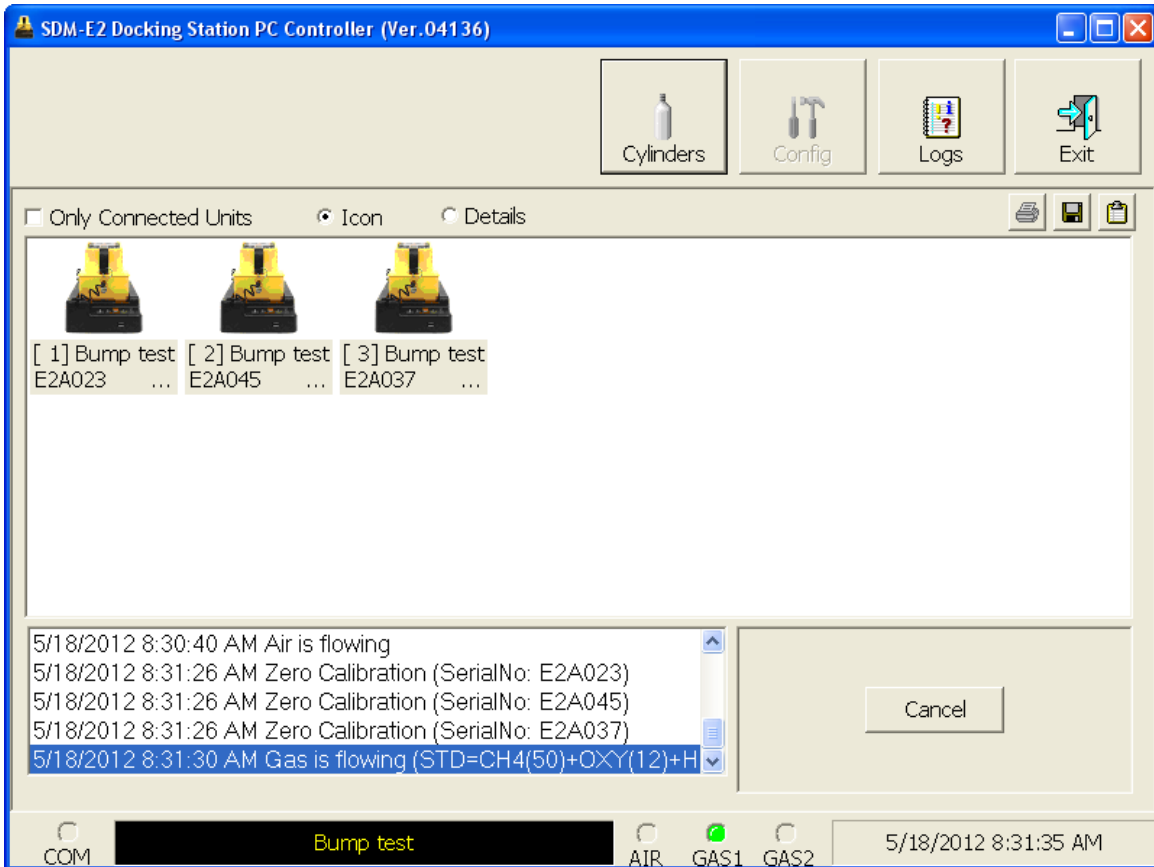 SDM-E2 Docking Station PC Controller (Ver.04136)
Cylinders Config Logs Exit
Only Connected Units Icon Details
[ 1] Bump test [ 2] Bump test [ 3] Bump test
E2A023 ... E2A045 ... E2A037 ...
5/18/2012 8:30:40 AM Air is flowing
5/18/2012 8:31:26 AM Zero Calibration (SerialNo: E2A023)
5/18/2012 8:31:26 AM Zero Calibration (SerialNo: E2A045)
5/18/2012 8:31:26 AM Zero Calibration (SerialNo: E2A037)
5/18/2012 8:31:30 AM Gas is flowing (STD=CH4(50)+OXY(12)+H
Cancel
COM Bump test AIR GAS1 GAS2 5/18/2012 8:31:35 AM